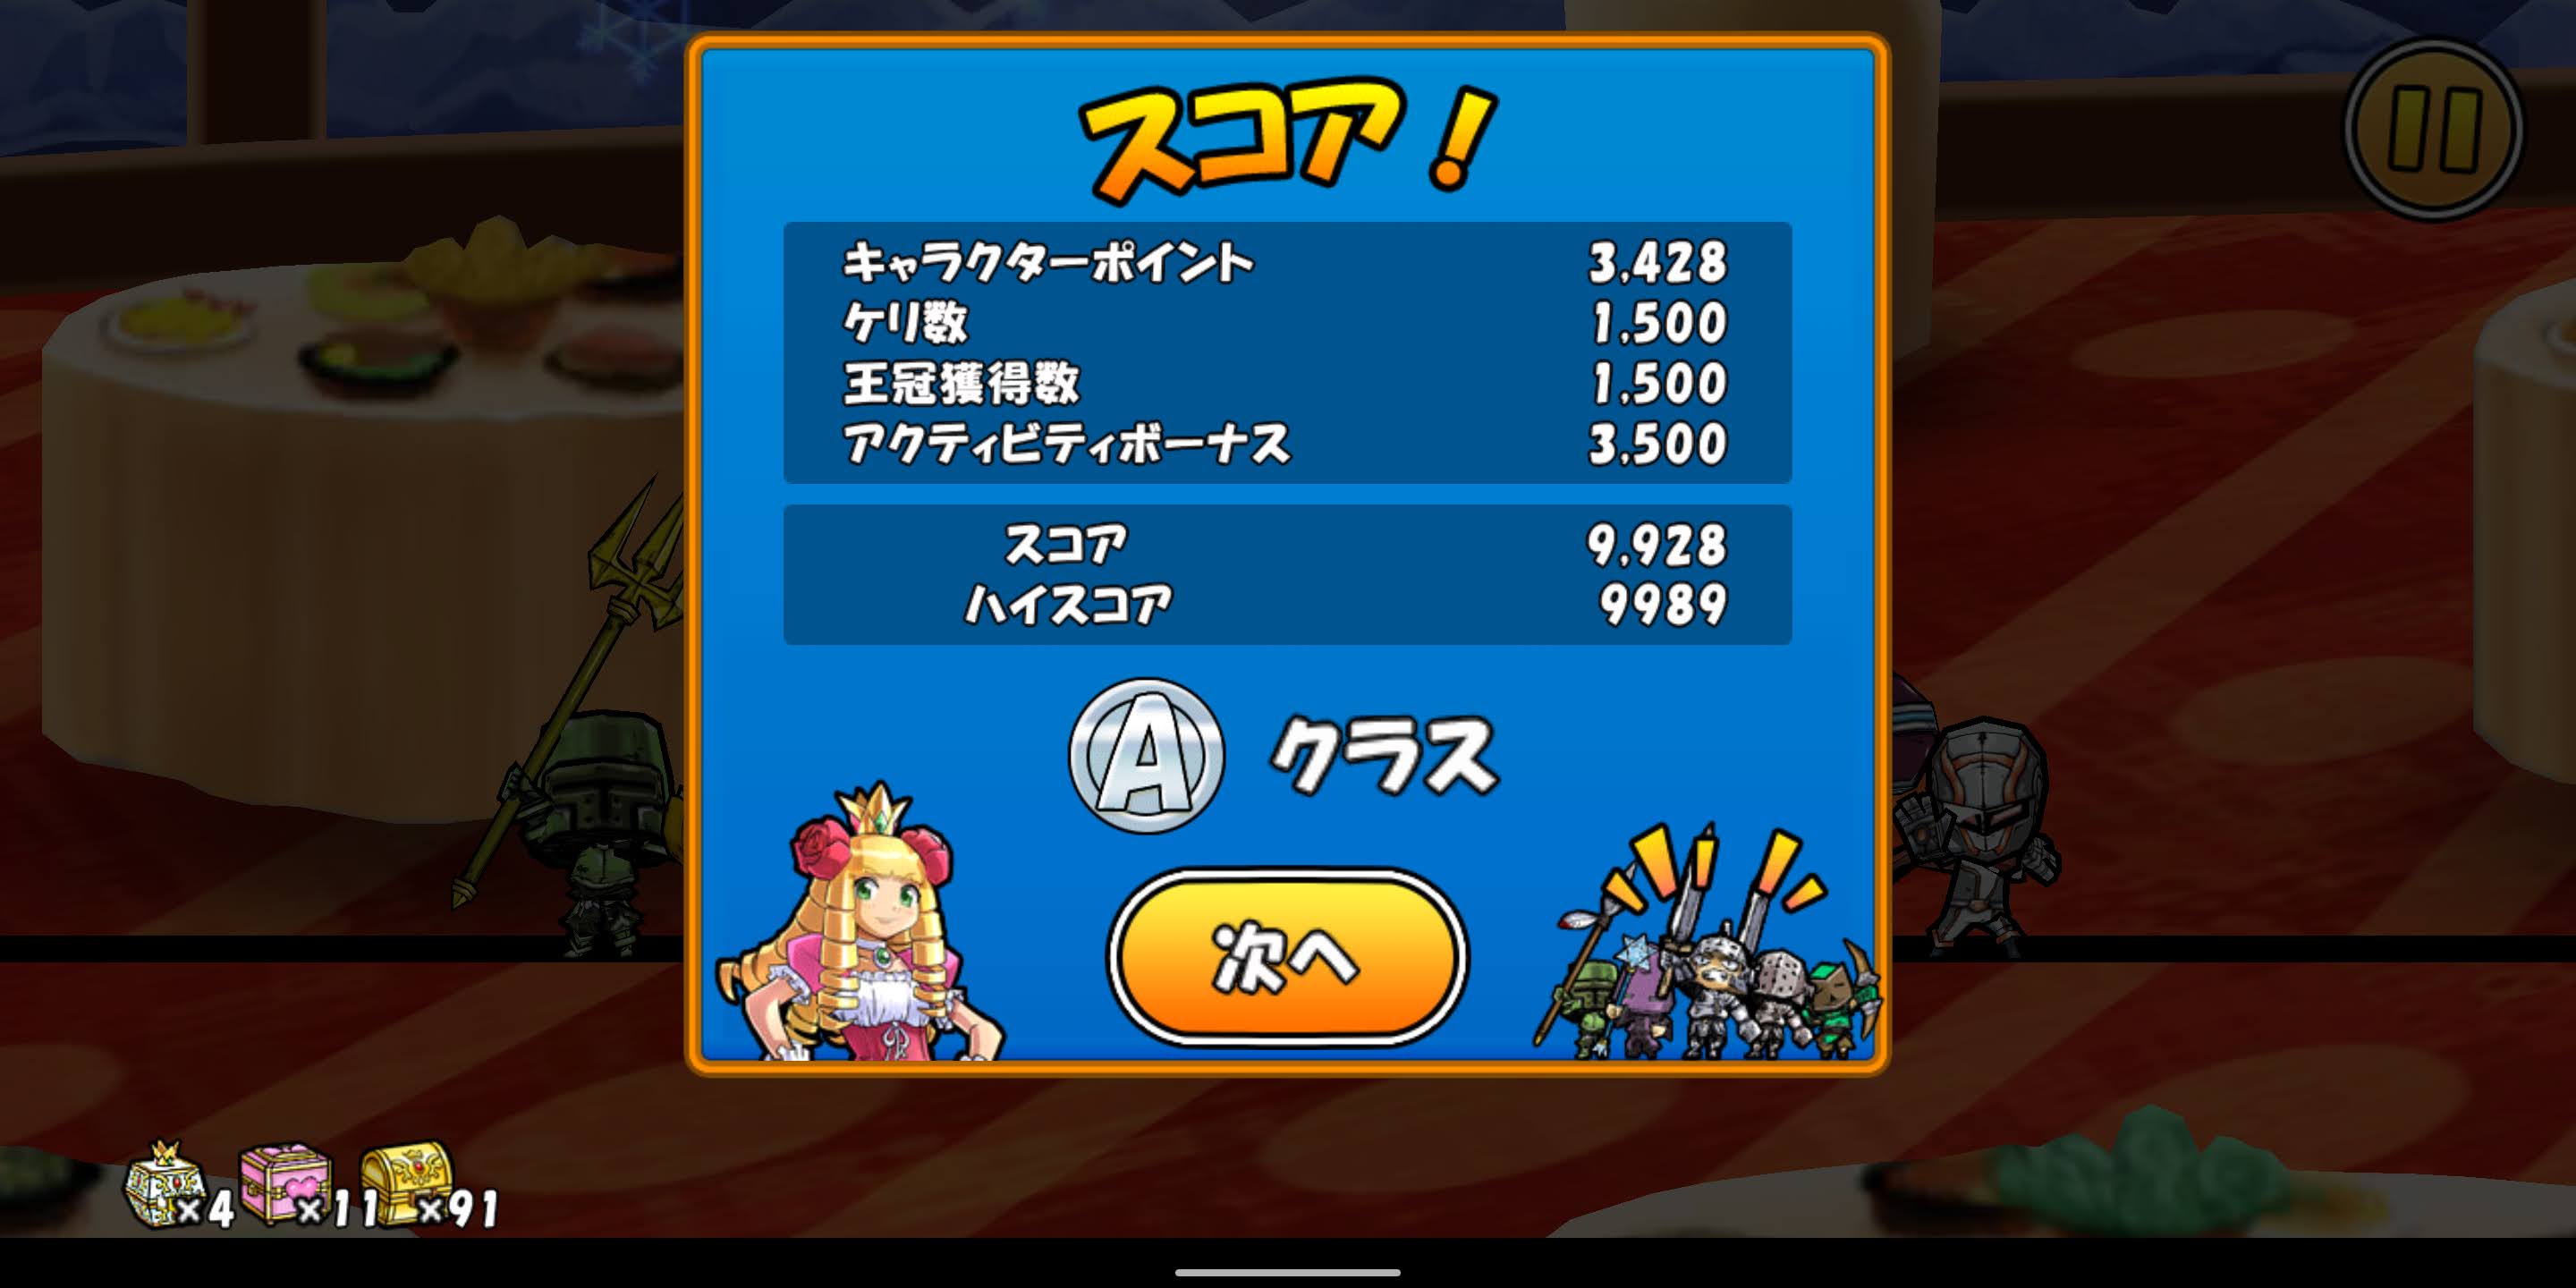 スコア！
キャラクターポイント 3,428
ケリ数 1,500
王冠獲得数 1,500
アクティビティボーナス 3,500
スコア 9,928
ハイスコア 9989
A クラス
次へ
×4 ×11 ×91